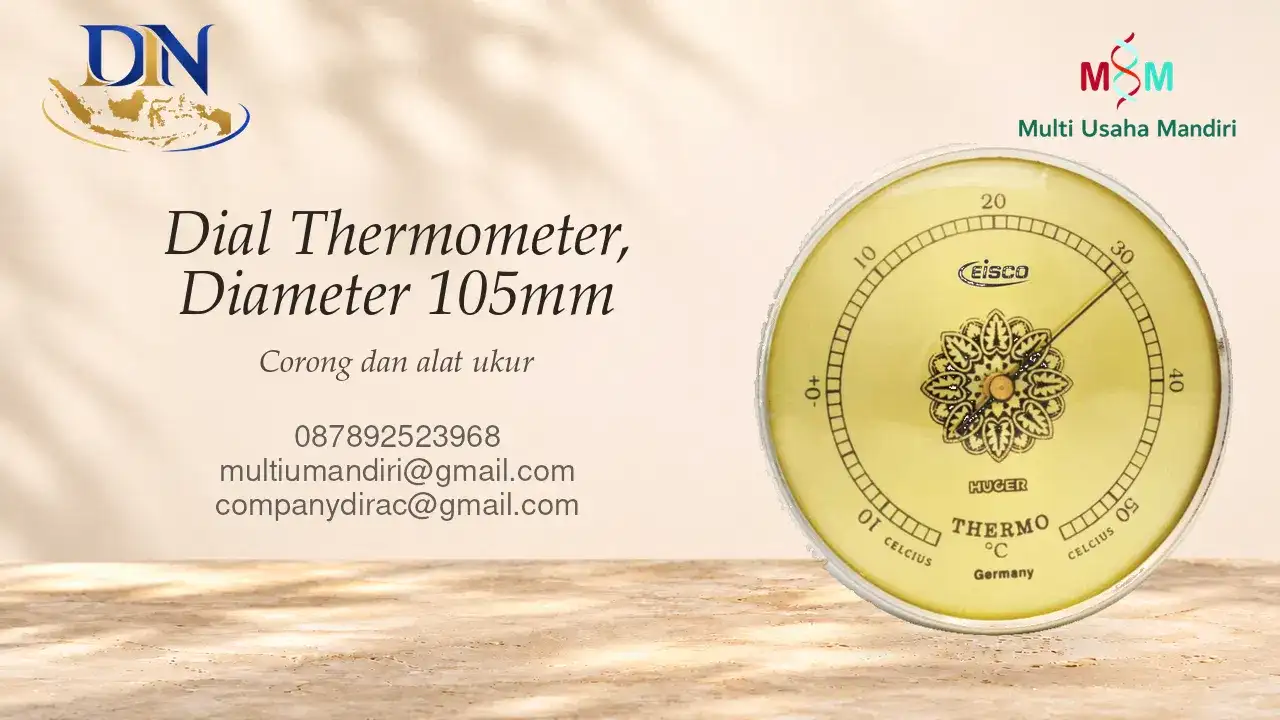 DIN
M M
Multi Usaha Mandiri
Dial Thermometer,
Diameter 105mm
Corong dan alat ukur
087892523968
multiumandiri@gmail.com
companydirac@gmail.com
20
10
30
EISCO
-0+
40
HUGER
10
50
THERMO
°C
CELCIUS
CELCIUS
Germany